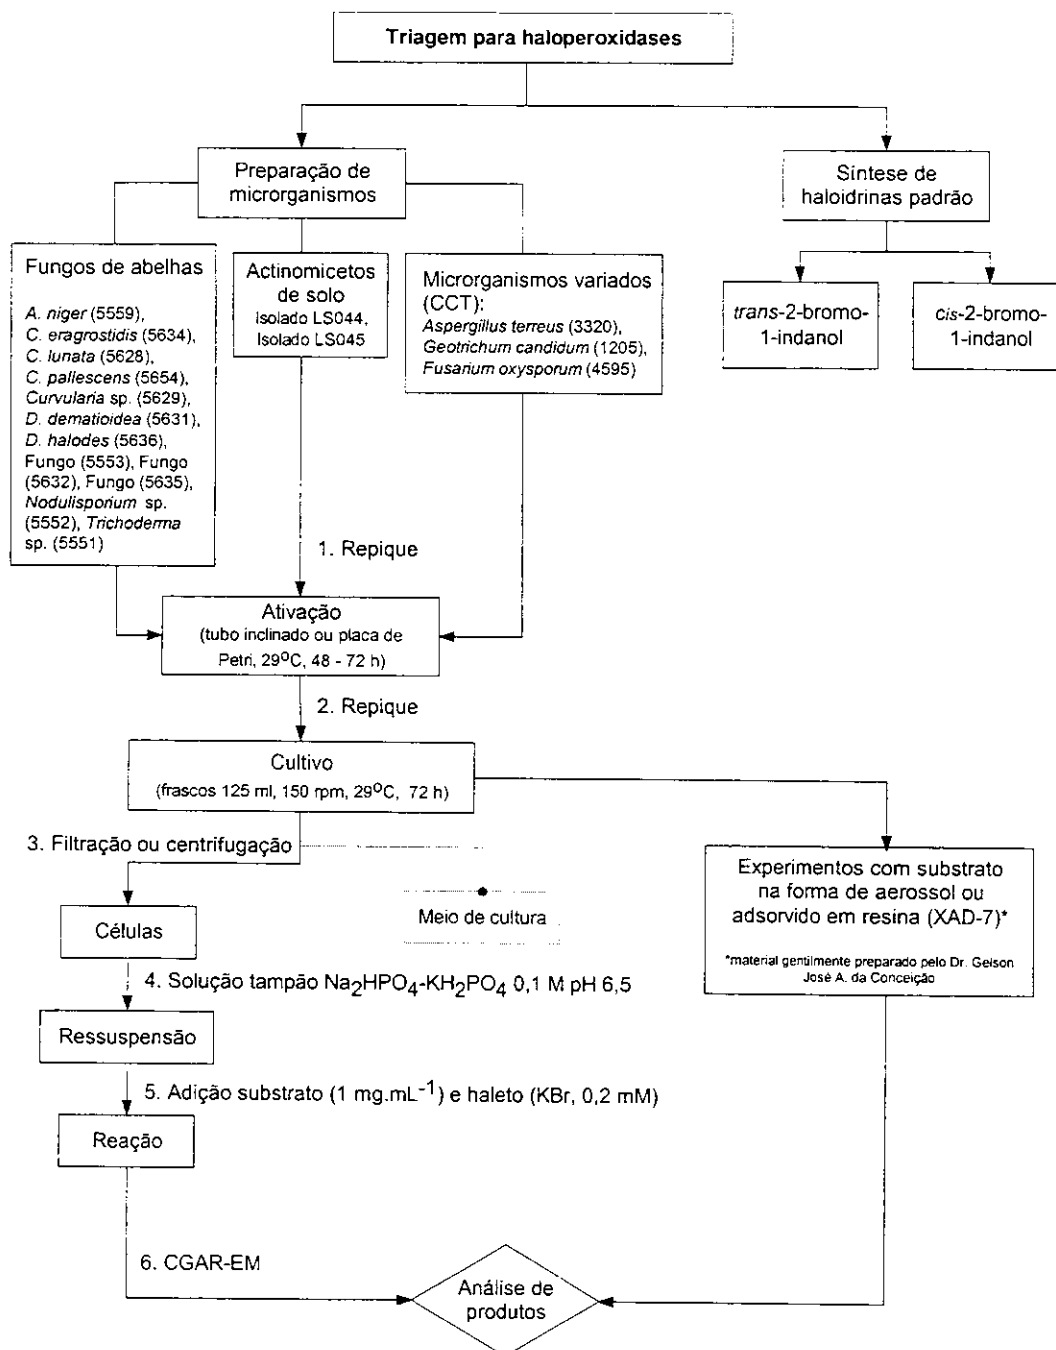 Triagem para haloperoxidases
Preparação de
microrganismos
Síntese de
haloidrinas padrão
Fungos de abelhas
A. niger (5559),
C. eragrostidis (5634),
C. lunata (5628),
C. pallescens (5654),
Curvularia sp. (5629),
D. dematioidea (5631),
D. halodes (5636),
Fungo (5553), Fungo
(5632), Fungo (5635),
Nodulisporium sp.
(5552), Trichoderma
sp. (5551)
Actinomicetos
de solo
Isolado LS044,
Isolado LS045
Microrganismos variados
(CCT):
Aspergillus terreus (3320),
Geotrichum candidum (1205),
Fusarium oxysporum (4595)
trans-2-bromo-
1-indanol
cis-2-bromo-
1-indanol
1. Repique
Ativação
(tubo inclinado ou placa de
Petri, 29ºC, 48 - 72 h)
2. Repique
Cultivo
(frascos 125 ml, 150 rpm, 29ºC, 72 h)
3. Filtração ou centrifugação
Meio de cultura
Células
Experimentos com substrato
na forma de aerossol ou
adsorvido em resina (XAD-7)*
*material gentilmente preparado pelo Dr. Gelson
José A. da Conceição
4. Solução tampão Na2HPO4-KH2PO4 0,1 M pH 6,5
Ressuspensão
5. Adição substrato (1 mg.mL-1) e haleto (KBr, 0,2 mM)
Reação
6. CGAR-EM
Análise de
produtos